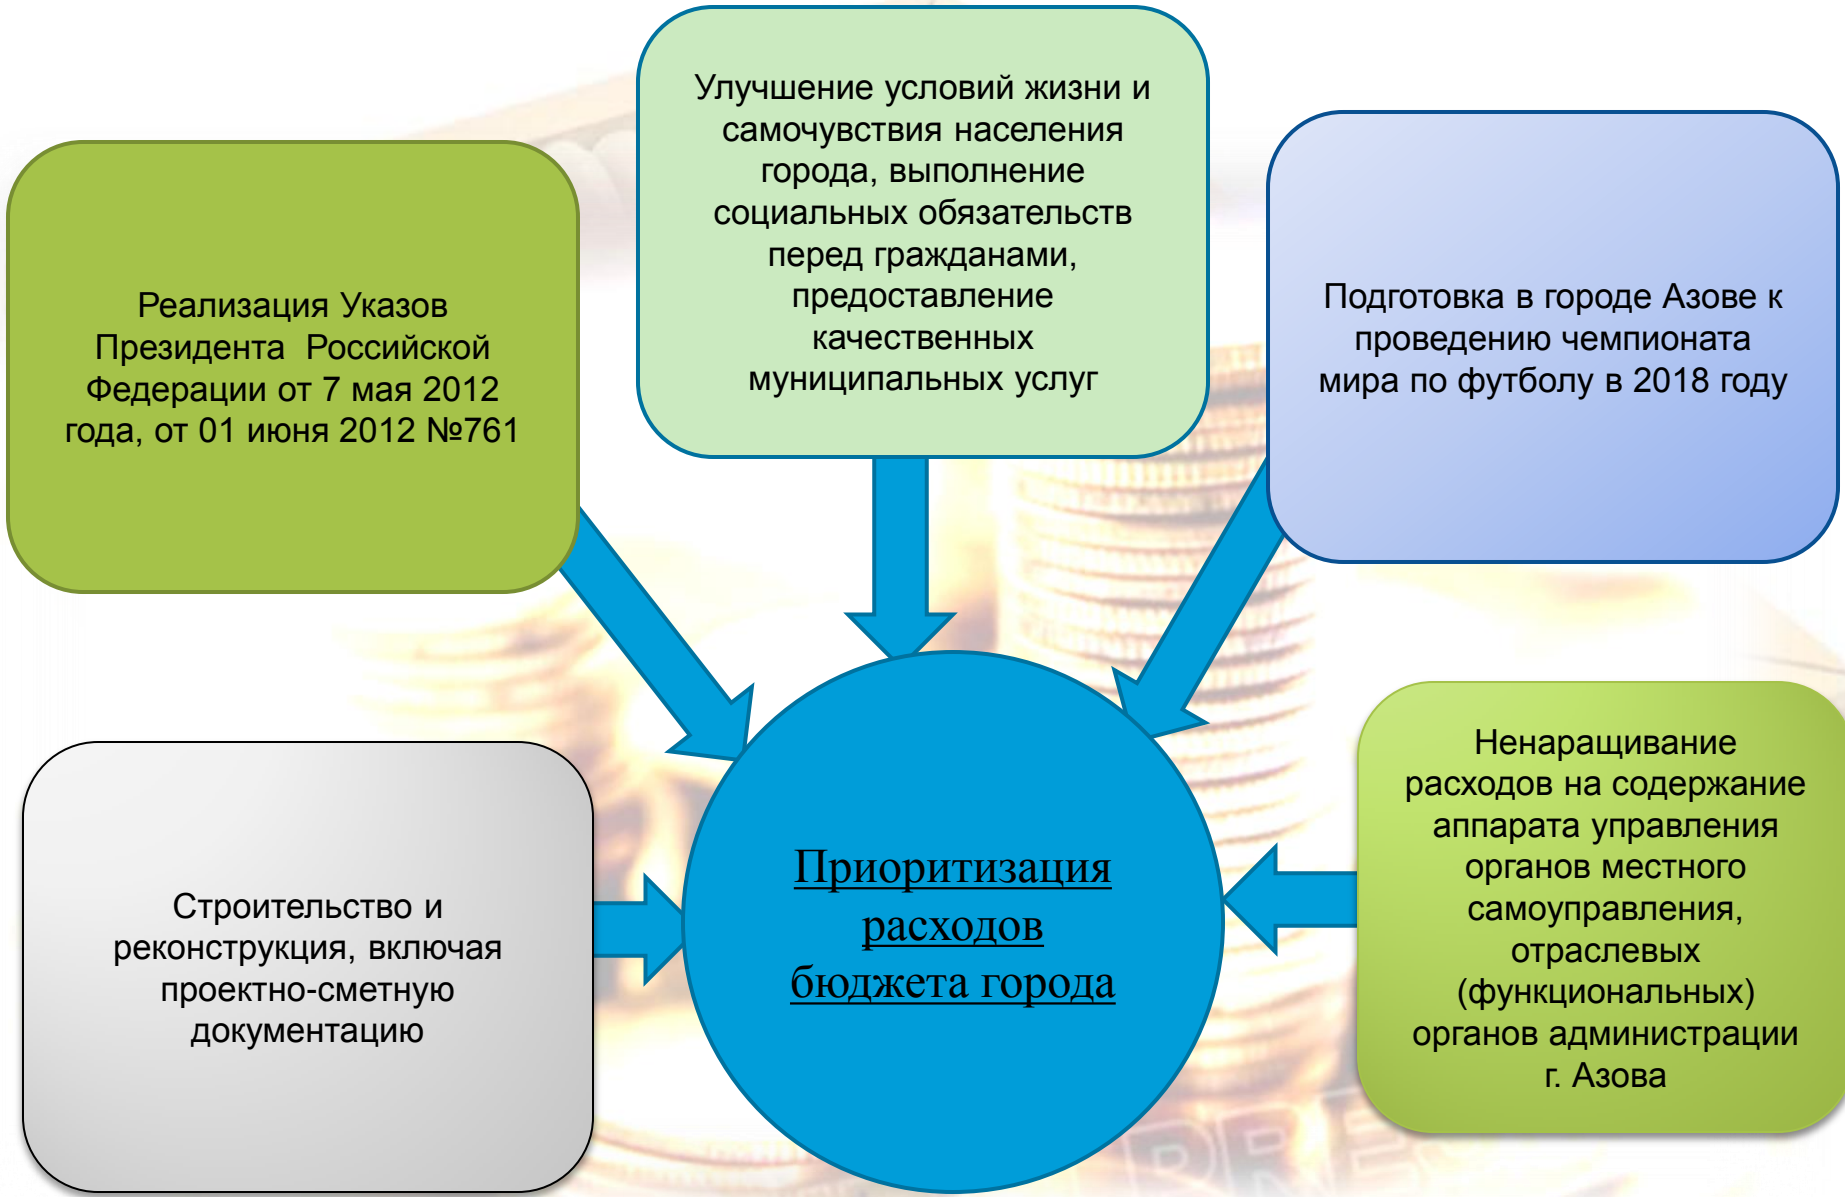 Улучшение условий жизни и
самочувствия населения
города, выполнение
социальных обязательств
перед гражданами,
предоставление
качественных
муниципальных услуг
Реализация Указов
Президента  Российской
Федерации от 7 мая 2012
года, от 01 июня 2012 №761
Подготовка в городе Азове к
проведению чемпионата
мира по футболу в 2018 году
Строительство и
реконструкция, включая
проектно-сметную
документацию
Приоритизация
расходов
бюджета города
Ненаращивание
расходов на содержание
аппарата управления
органов местного
самоуправления,
отраслевых
(функциональных)
органов администрации
г. Азова